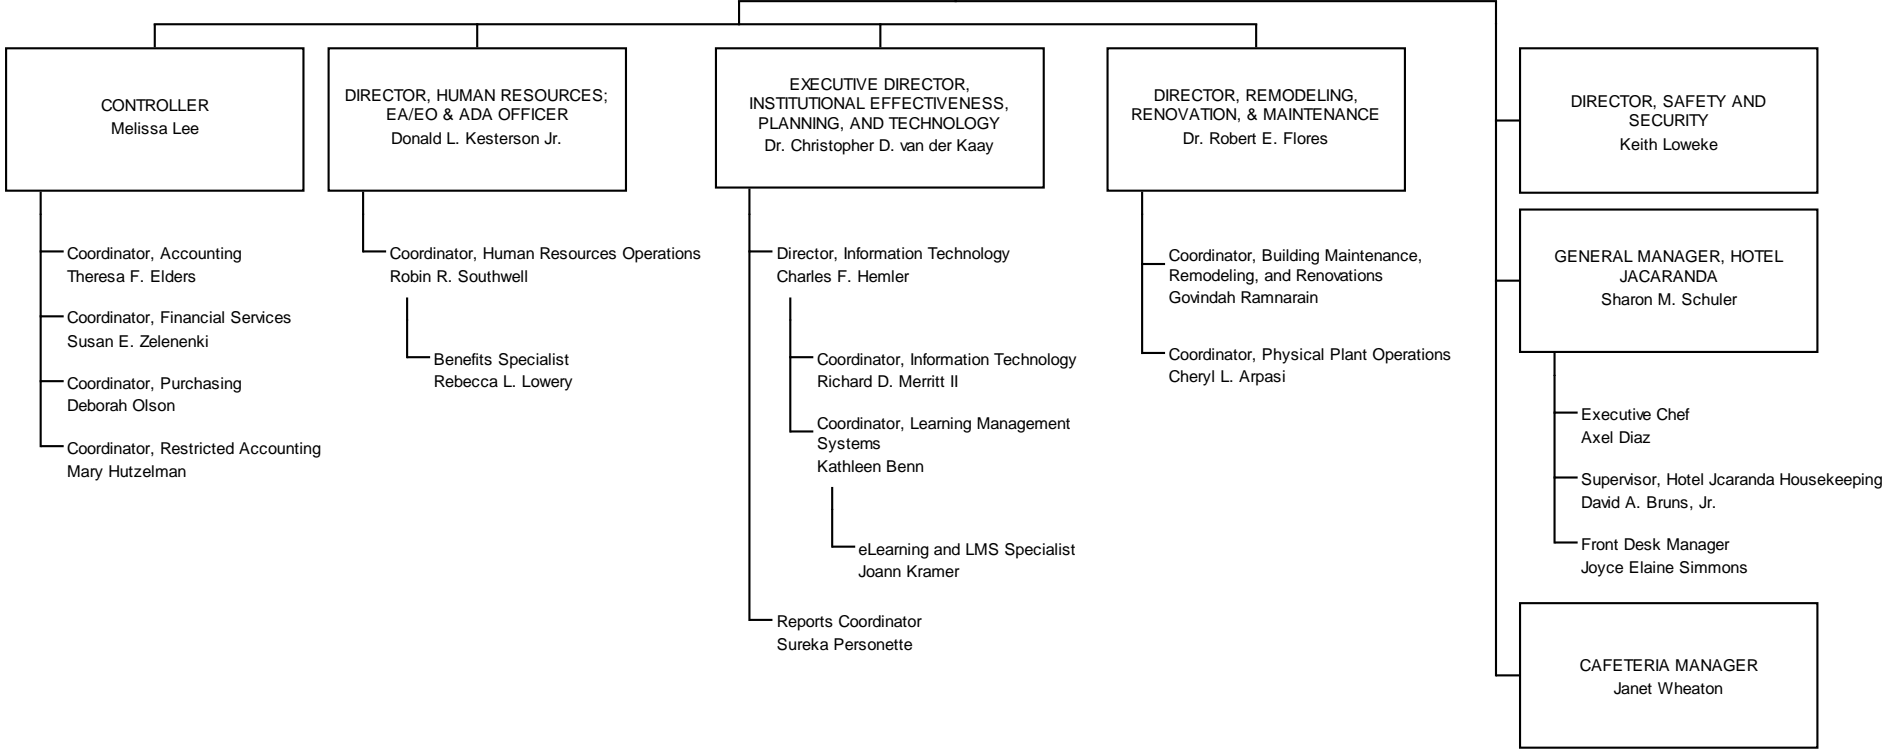 CONTROLLER
Melissa Lee
Coordinator, Accounting
Theresa F. Elders
Coordinator, Financial Services
Susan E. Zelenenki
Coordinator, Purchasing
Deborah Olson
Coordinator, Restricted Accounting
Mary Hutzelman
DIRECTOR, HUMAN RESOURCES;
EA/EO & ADA OFFICER
Donald L. Kesterson Jr.
Coordinator, Human Resources Operations
Robin R. Southwell
Benefits Specialist
Rebecca L. Lowery
EXECUTIVE DIRECTOR,
INSTITUTIONAL EFFECTIVENESS,
PLANNING, AND TECHNOLOGY
Dr. Christopher D. van der Kaay
Director, Information Technology
Charles F. Hemler
Coordinator, Information Technology
Richard D. Merritt II
Coordinator, Learning Management
Systems
Kathleen Benn
eLearning and LMS Specialist
Joann Kramer
Reports Coordinator
Sureka Personette
DIRECTOR, REMODELING,
RENOVATION, & MAINTENANCE
Dr. Robert E. Flores
Coordinator, Building Maintenance,
Remodeling, and Renovations
Govindah Ramnarain
Coordinator, Physical Plant Operations
Cheryl L. Arpasi
DIRECTOR, SAFETY AND
SECURITY
Keith Loweke
GENERAL MANAGER, HOTEL
JACARANDA
Sharon M. Schuler
Executive Chef
Axel Diaz
Supervisor, Hotel Jcaranda Housekeeping
David A. Bruns, Jr.
Front Desk Manager
Joyce Elaine Simmons
CAFETERIA MANAGER
Janet Wheaton